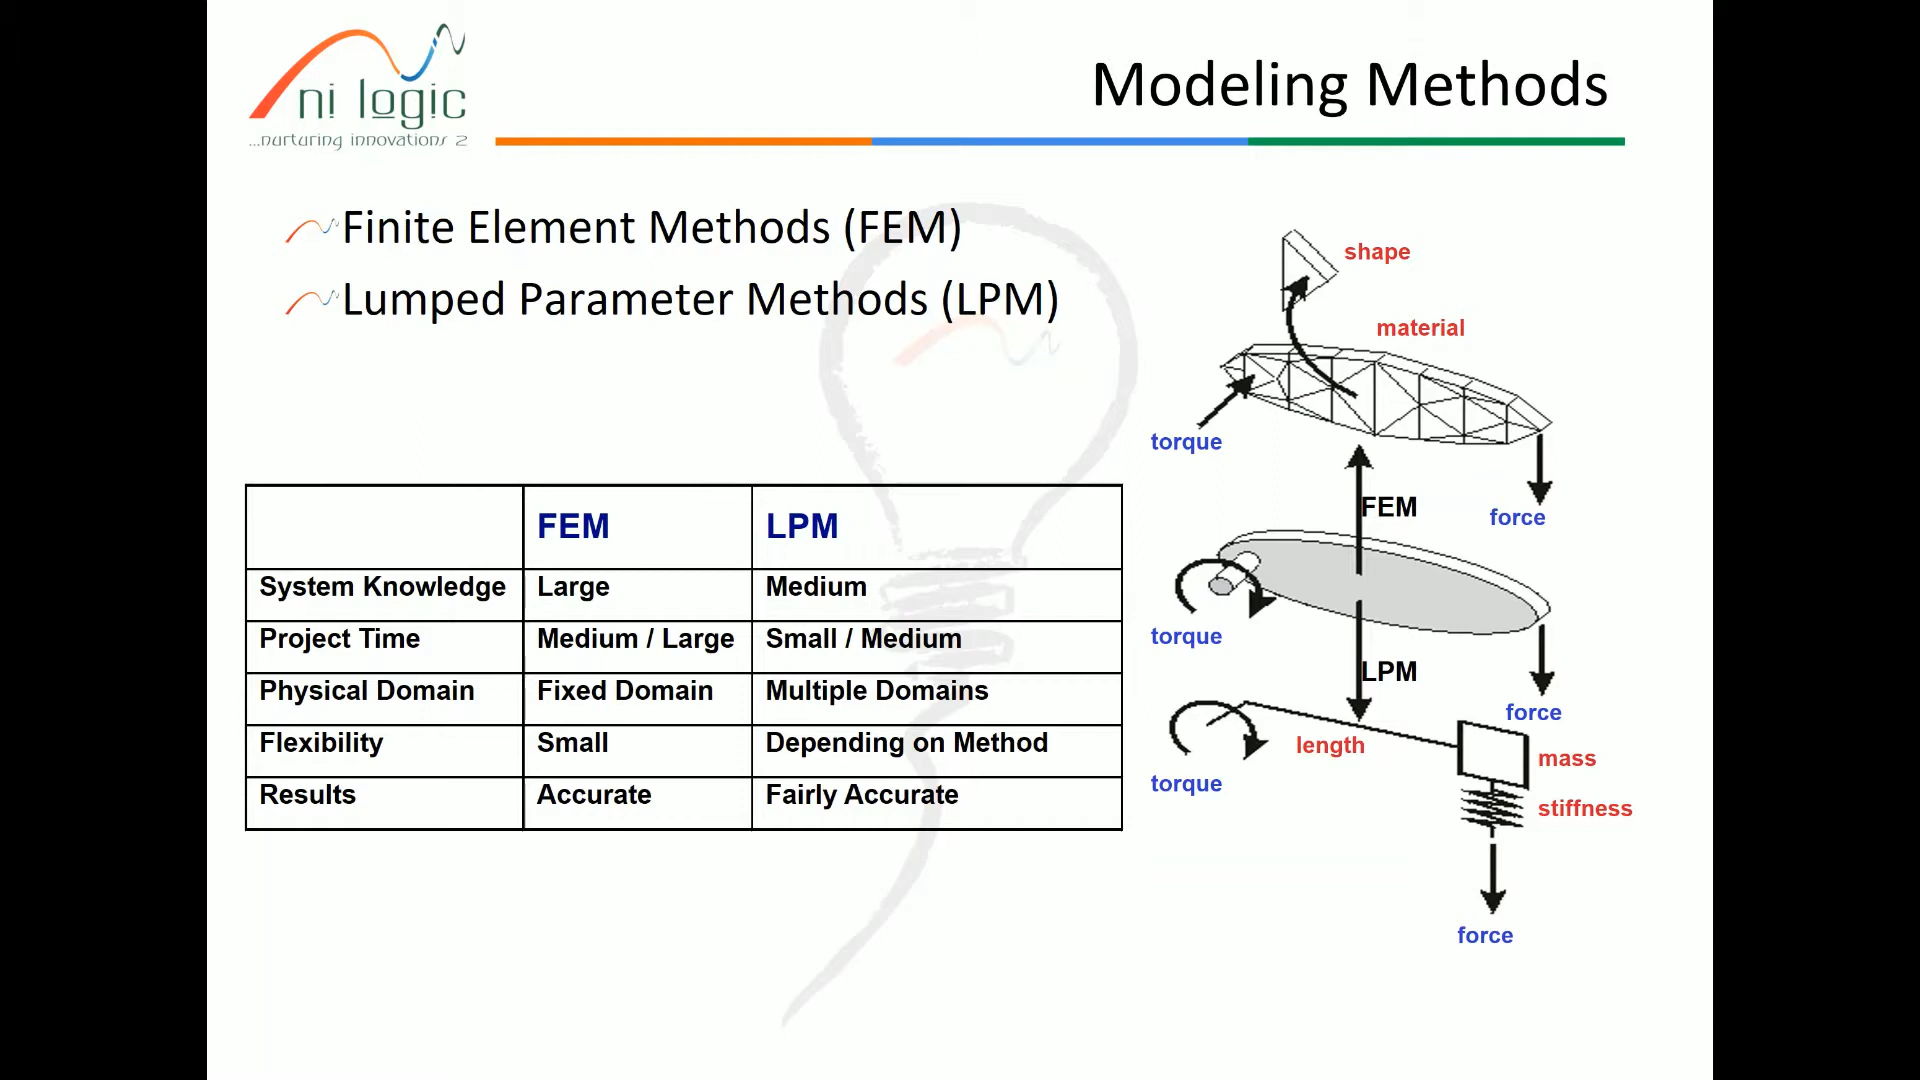 ni logic
...nurturing innovations 2
Modeling Methods
Finite Element Methods (FEM)
Lumped Parameter Methods (LPM)
FEM LPM
System Knowledge Large Medium
Project Time Medium / Large Small / Medium
Physical Domain Fixed Domain Multiple Domains
Flexibility Small Depending on Method
Results Accurate Fairly Accurate
shape
material
torque
FEM
force
torque
LPM
force
length
mass
torque
stiffness
force